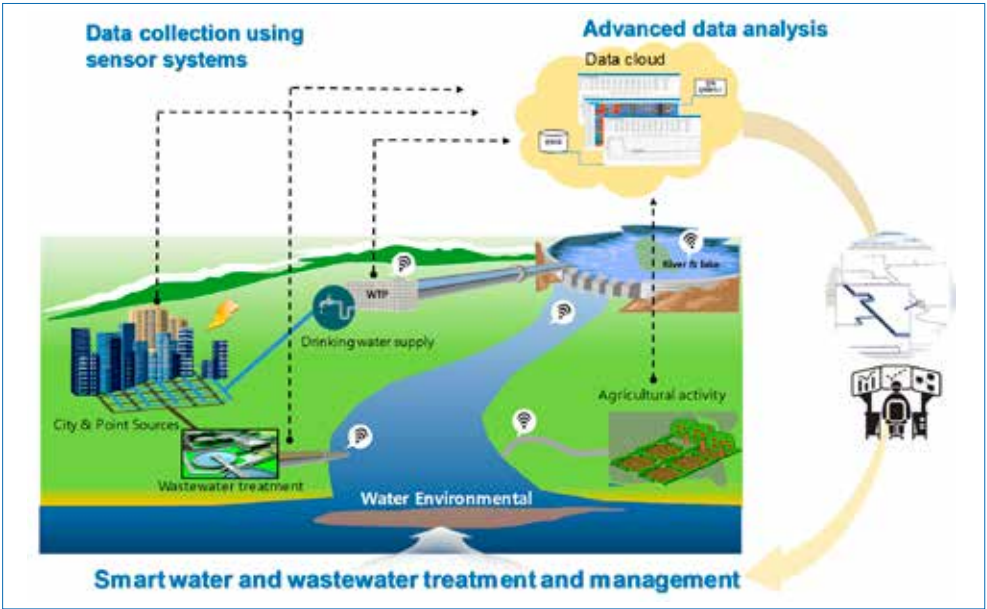 Data collection using
sensor systems
Advanced data analysis
Data cloud
River & lake
WTP
Drinking water supply
Agricultural activity
City & Point Sources
Wastewater treatment
Water Environmental
Smart water and wastewater treatment and management